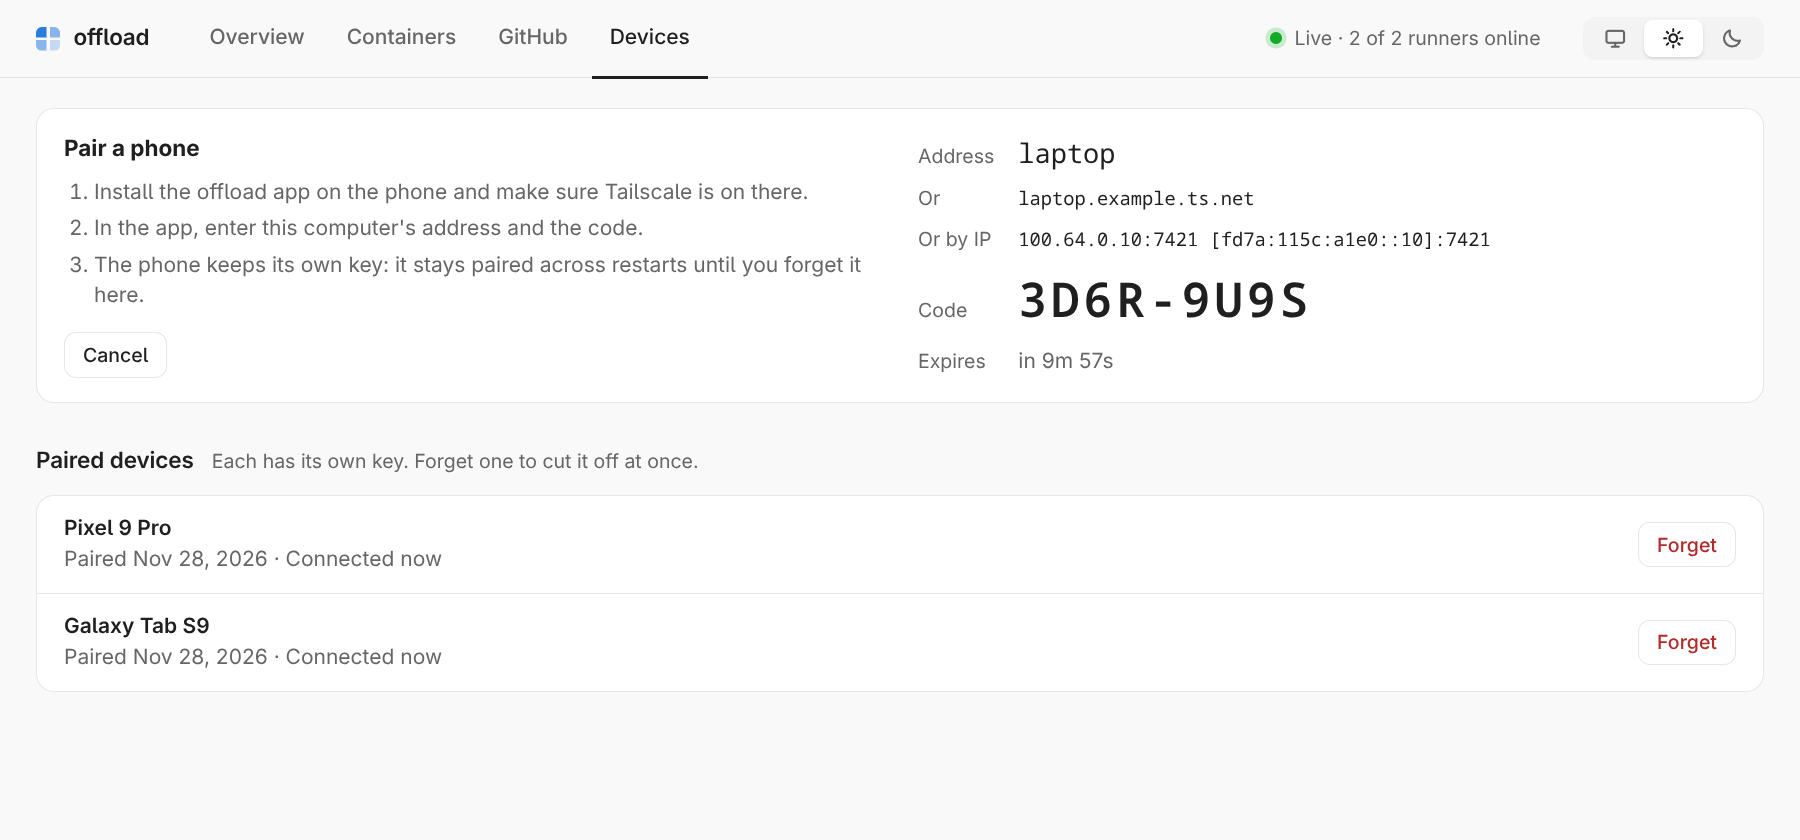 offload
Overview
Containers
GitHub
Devices
Live · 2 of 2 runners online
Pair a phone
1. Install the offload app on the phone and make sure Tailscale is on there.
2. In the app, enter this computer's address and the code.
3. The phone keeps its own key: it stays paired across restarts until you forget it
here.
Cancel
Address laptop
Or laptop.example.ts.net
Or by IP 100.64.0.10:7421 [fd7a:115c:a1e0::10]:7421
Code 3D6R-9U9S
Expires in 9m 57s
Paired devices Each has its own key. Forget one to cut it off at once.
Pixel 9 Pro
Paired Nov 28, 2026 · Connected now
Forget
Galaxy Tab S9
Paired Nov 28, 2026 · Connected now
Forget